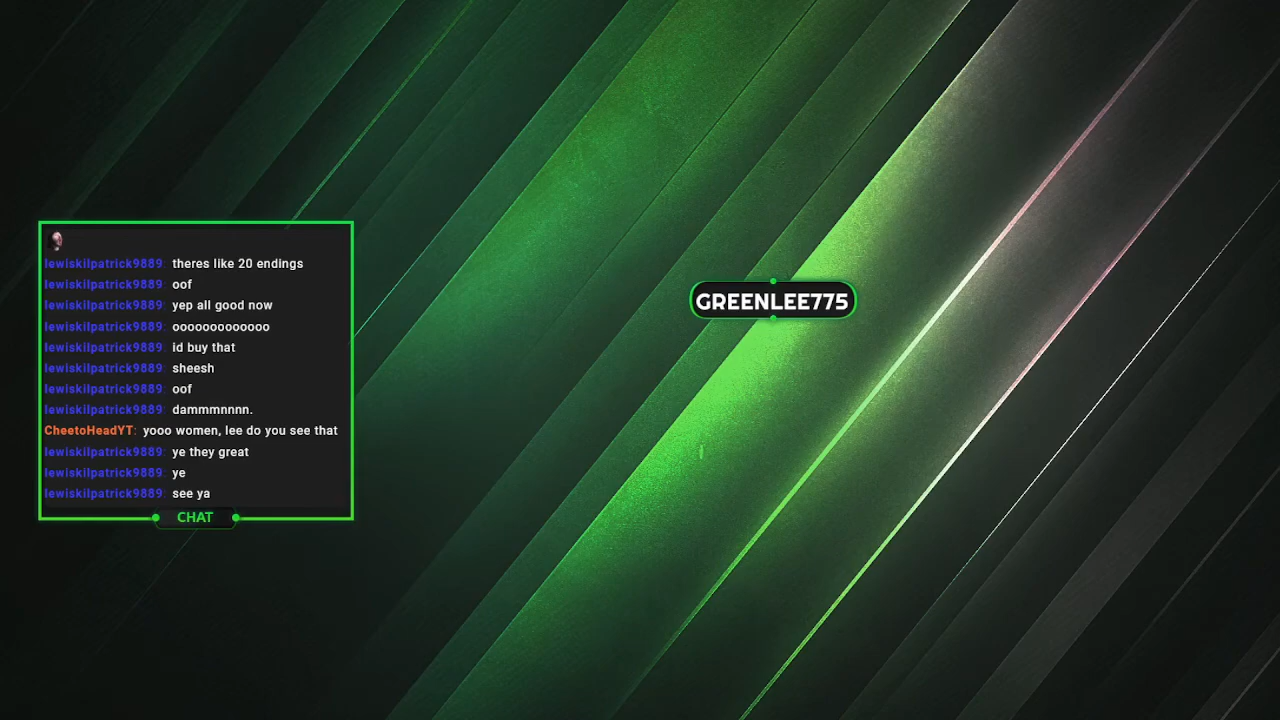 lewiskilpatrick9889: theres like 20 endings
lewiskilpatrick9889: oof
lewiskilpatrick9889: yep all good now
lewiskilpatrick9889: ooooooooooooo
lewiskilpatrick9889: id buy that
lewiskilpatrick9889: sheesh
lewiskilpatrick9889: oof
lewiskilpatrick9889: dammmnnnn.
CheetoHeadYT: yooo women, lee do you see that
lewiskilpatrick9889: ye they great
lewiskilpatrick9889: ye
lewiskilpatrick9889: see ya
CHAT
GREENLEE775